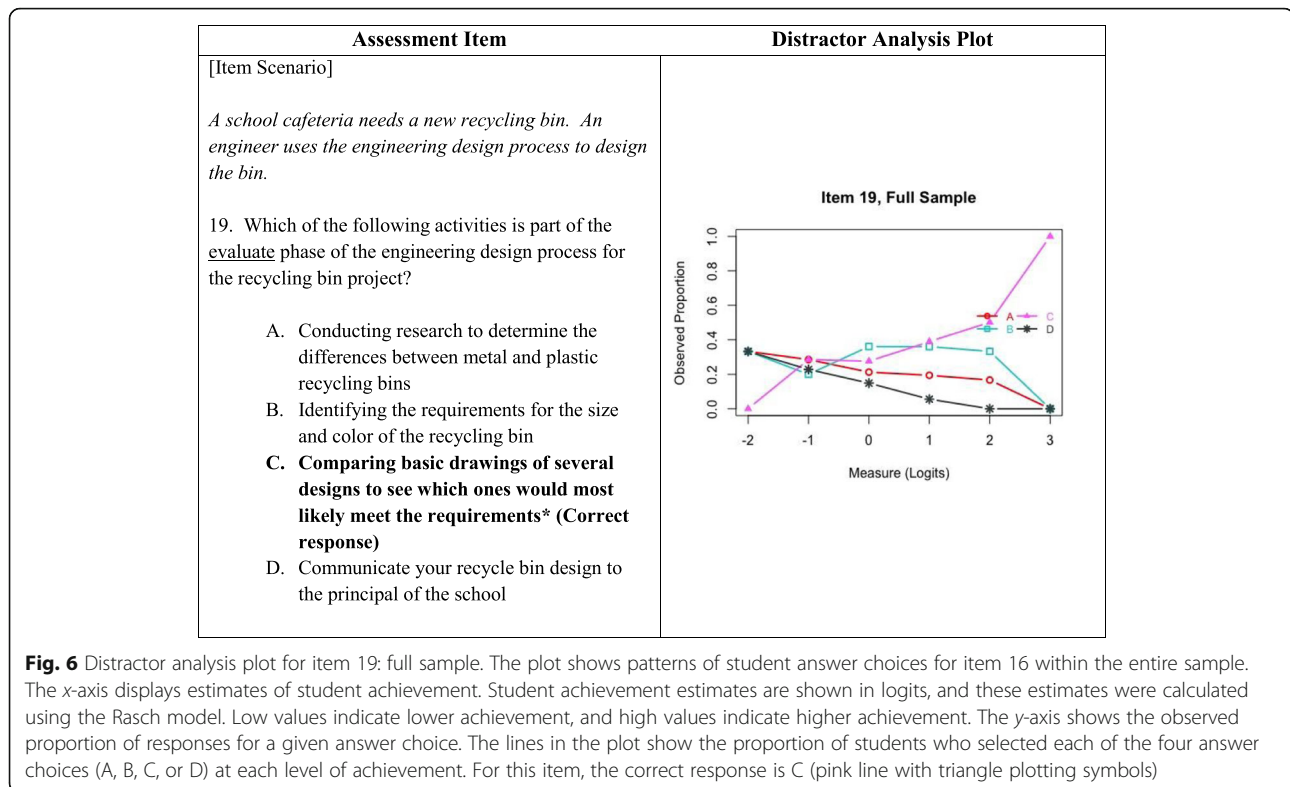 Assessment Item
Distractor Analysis Plot
[Item Scenario]
A school cafeteria needs a new recycling bin. An
engineer uses the engineering design process to design
the bin.
19. Which of the following activities is part of the
evaluate phase of the engineering design process for
the recycling bin project?
A. Conducting research to determine the
differences between metal and plastic
recycling bins
B. Identifying the requirements for the size
and color of the recycling bin
C. Comparing basic drawings of several
designs to see which ones would most
likely meet the requirements* (Correct
response)
D. Communicate your recycle bin design to
the principal of the school
Item 19, Full Sample
Observed Proportion
1.0
0.8
0.6
0.4
0.2
0.0
A C
B D
-2 -1 0 1 2 3
Measure (Logits)
Fig. 6 Distractor analysis plot for item 19: full sample. The plot shows patterns of student answer choices for item 16 within the entire sample.
The x-axis displays estimates of student achievement. Student achievement estimates are shown in logits, and these estimates were calculated
using the Rasch model. Low values indicate lower achievement, and high values indicate higher achievement. The y-axis shows the observed
proportion of responses for a given answer choice. The lines in the plot show the proportion of students who selected each of the four answer
choices (A, B, C, or D) at each level of achievement. For this item, the correct response is C (pink line with triangle plotting symbols)